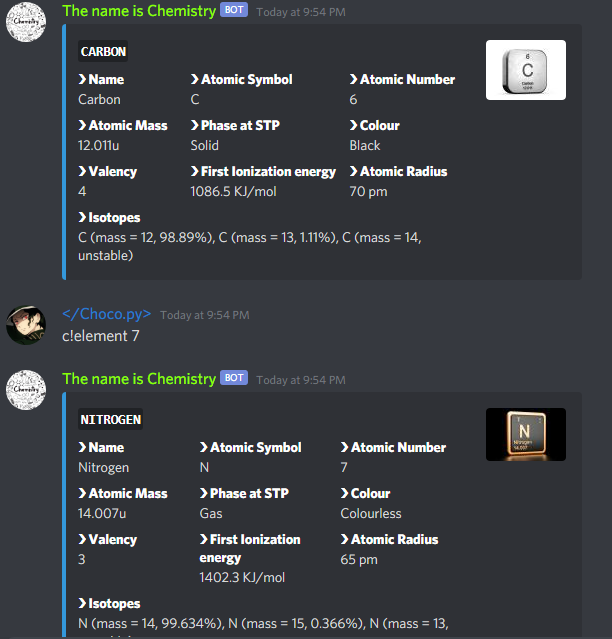 The name is Chemistry BOT Today at 9:54 PM
CARBON
❯ Name ❯ Atomic Symbol ❯ Atomic Number
Carbon C 6
❯ Atomic Mass ❯ Phase at STP ❯ Colour
12.011u Solid Black
❯ Valency ❯ First Ionization energy ❯ Atomic Radius
4 1086.5 KJ/mol 70 pm
❯ Isotopes
C (mass = 12, 98.89%), C (mass = 13, 1.11%), C (mass = 14,
unstable)
6
C
Carbon
</Choco.py> Today at 9:54 PM
c!element 7
Chemistry
The name is Chemistry BOT Today at 9:54 PM
NITROGEN
❯ Name ❯ Atomic Symbol ❯ Atomic Number
Nitrogen N 7
❯ Atomic Mass ❯ Phase at STP ❯ Colour
14.007u Gas Colourless
❯ Valency ❯ First Ionization ❯ Atomic Radius
energy
3 1402.3 KJ/mol 65 pm
❯ Isotopes
N (mass = 14, 99.634%), N (mass = 15, 0.366%), N (mass = 13,
7
N
Nitrogen
14.007